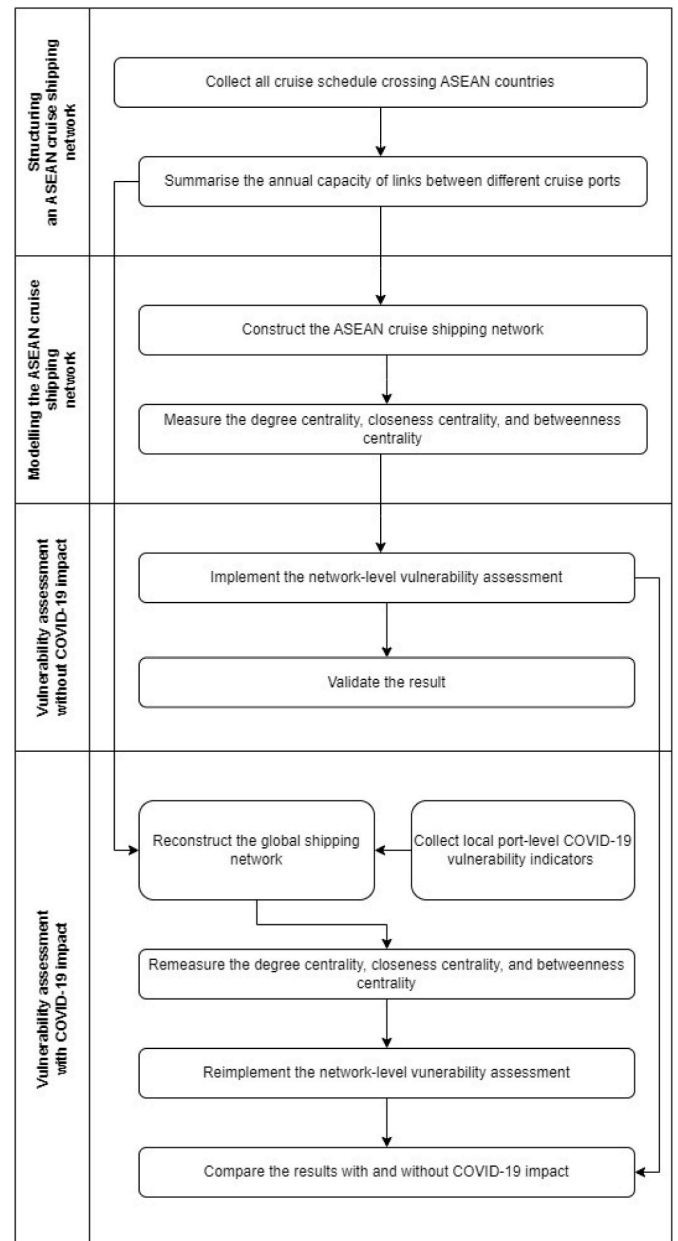 Structuring
an ASEAN cruise shipping
network
Collect all cruise schedule crossing ASEAN countries
Summarise the annual capacity of links between different cruise ports
Modelling the ASEAN cruise
shipping
network
Construct the ASEAN cruise shipping network
Measure the degree centrality, closeness centrality, and betweenness
centrality
Vulnerability assessment
without COVID-19 impact
Implement the network-level vulnerability assessment
Validate the result
Vulnerability assessment
with COVID-19 impact
Reconstruct the global shipping
network
Collect local port-level COVID-19
vulnerability indicators
Remeasure the degree centrality, closeness centrality, and betweenness
centrality
Reimplement the network-level vunerability assessment
Compare the results with and without COVID-19 impact